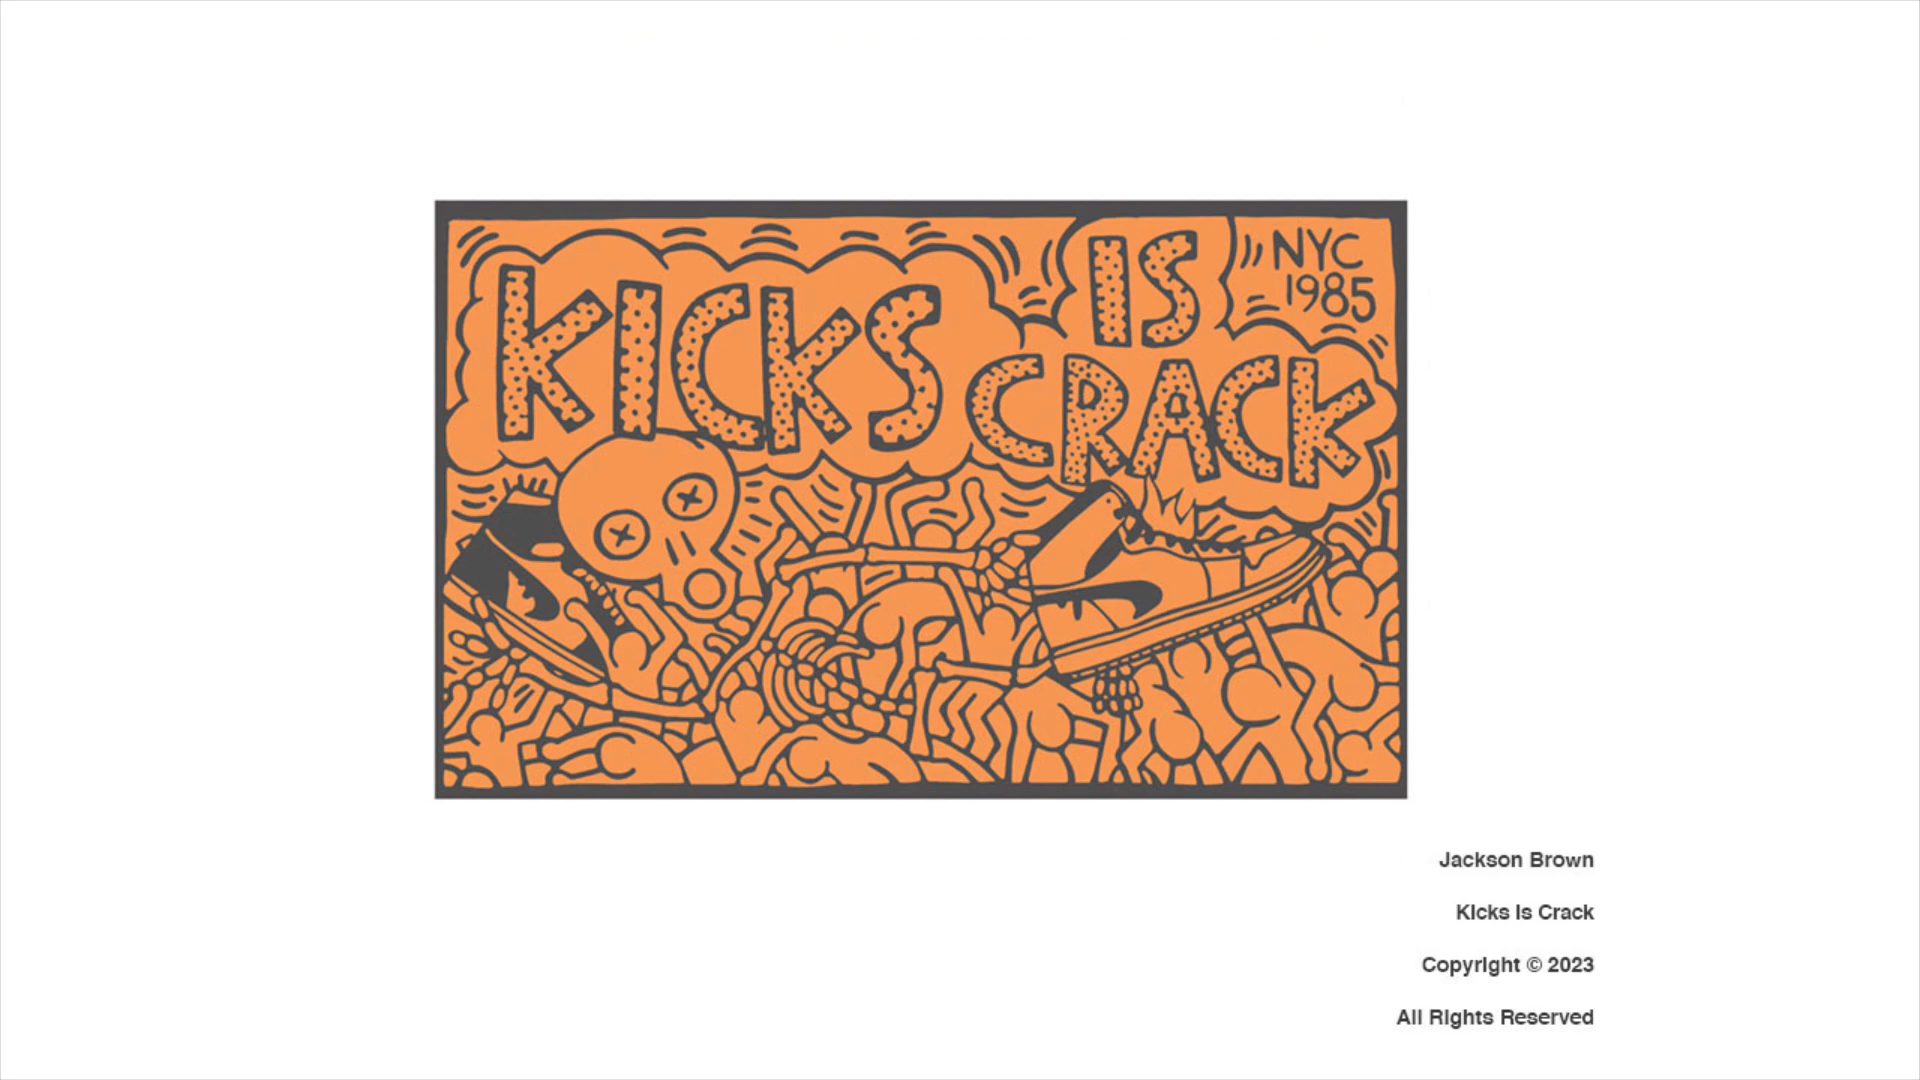 KICKS IS
CRACK
NYC
1985
Jackson Brown
Kicks Is Crack
Copyright © 2023
All Rights Reserved